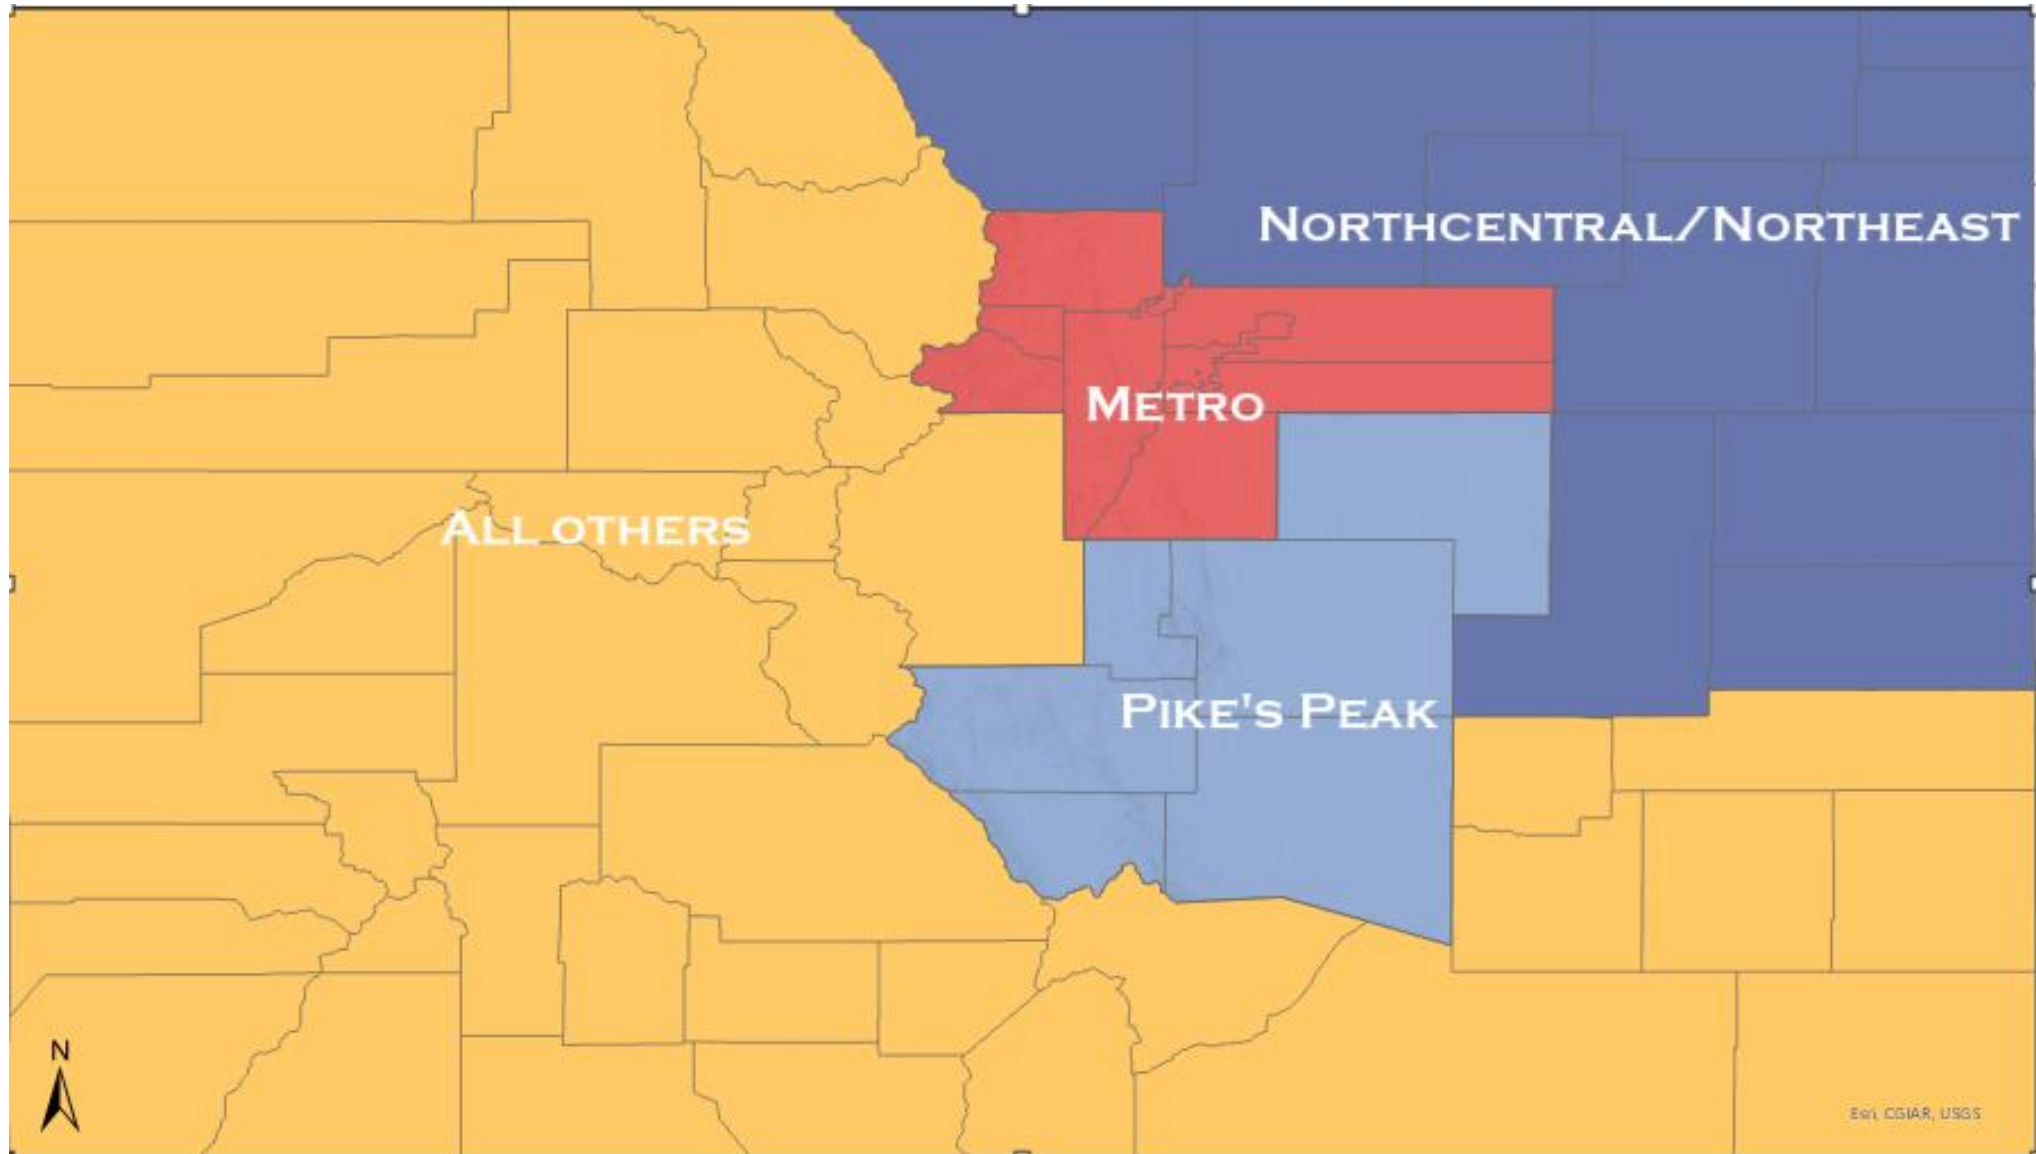 NORTHCENTRAL/NORTHEAST
METRO
ALL OTHERS
PIKE'S PEAK
N
Esri, CGIAR, USGS